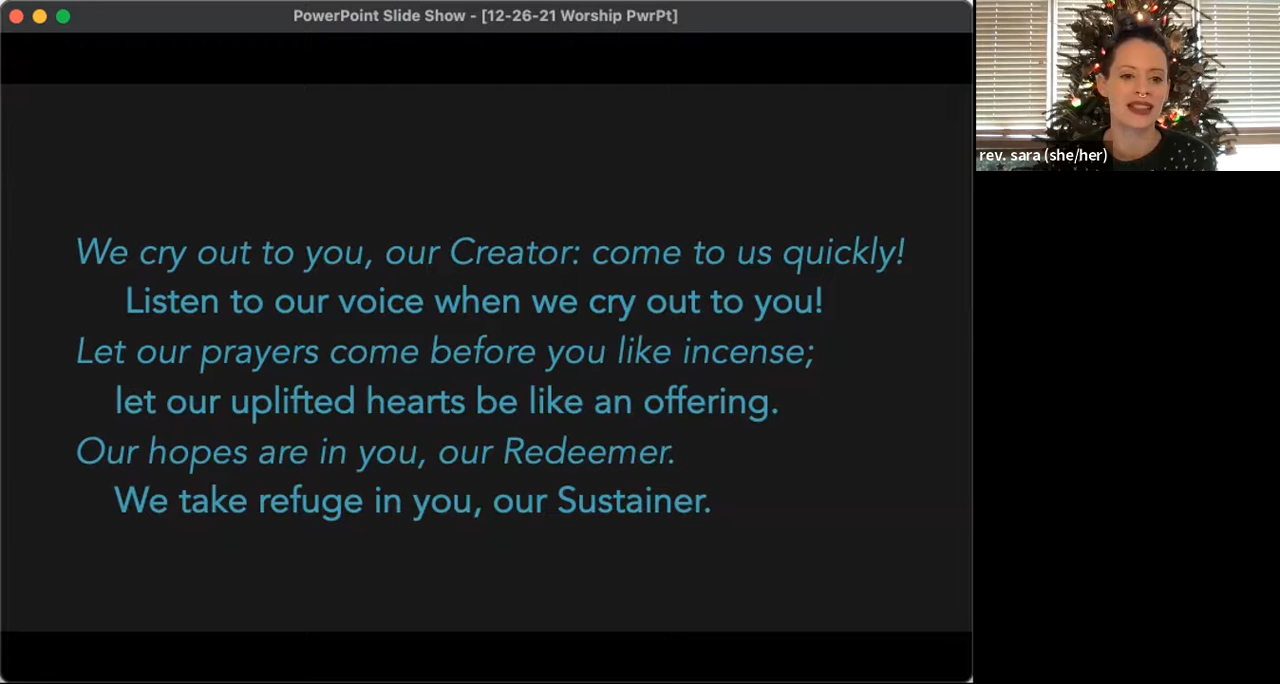 PowerPoint Slide Show - [12-26-21 Worship PwrPt]
rev. sara (she/her)
We cry out to you, our Creator: come to us quickly!
Listen to our voice when we cry out to you!
Let our prayers come before you like incense;
let our uplifted hearts be like an offering.
Our hopes are in you, our Redeemer.
We take refuge in you, our Sustainer.